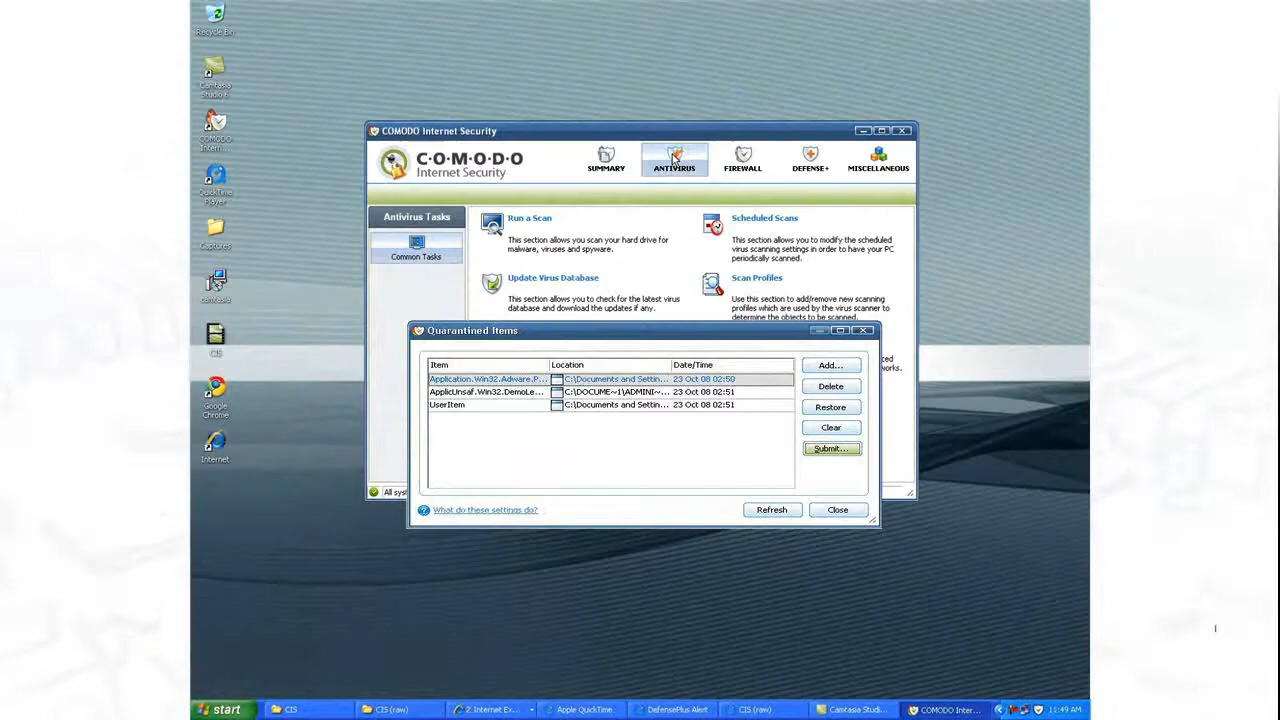 Recycle Bin
Camtasia
Studio 6
COMODO
Intern...
QuickTime
Player
Captures
camtasia
CIS
Google
Chrome
Internet
COMODO Internet Security
C·O·M·O·D·O
Internet Security
SUMMARY
ANTIVIRUS
FIREWALL
DEFENSE+
MISCELLANEOUS
Antivirus Tasks
Common Tasks
Run a Scan
This section allows you scan your hard drive for
malware, viruses and spyware.
Scheduled Scans
This section allows you to modify the scheduled
virus scanning settings in order to have your PC
periodically scanned.
Update Virus Database
This section allows you to check for the latest virus
database and download the updates if any.
Scan Profiles
Use this section to add/remove new scanning
profiles which are used by the virus scanner to
determine the objects to be scanned.
Quarantined Items
Item Location Date/Time
Application.Win32.Adware.P... C:\Documents and Settin... 23 Oct 08 02:50
ApplicUnsaf.Win32.DemoLe... C:\DOCUME~1\ADMINI~... 23 Oct 08 02:51
UserItem C:\Documents and Settin... 23 Oct 08 02:51
Add...
Delete
Restore
Clear
Submit...
What do these settings do?
Refresh
Close
All sys
start
CIS
CIS (raw)
2 Internet Ex...
Apple QuickTime
DefensePlus Alert
CIS (raw)
Camtasia Studi...
COMODO Inter...
11:49 AM